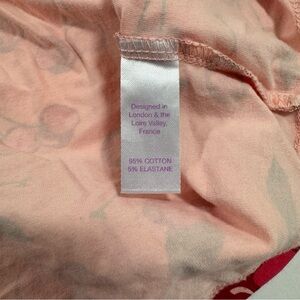 Designed in
London & the
Loire Valley,
France
95% COTTON
5% ELASTANE